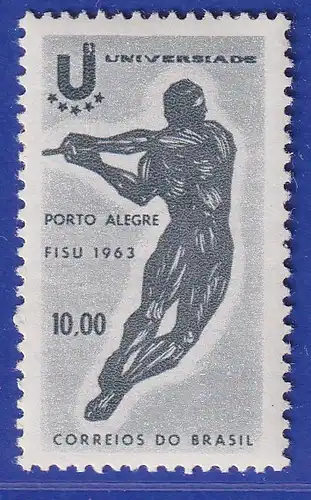 U UNIVERSIADE
PORTO ALEGRE
FISU 1963
10,00
CORREIOS DO BRASIL